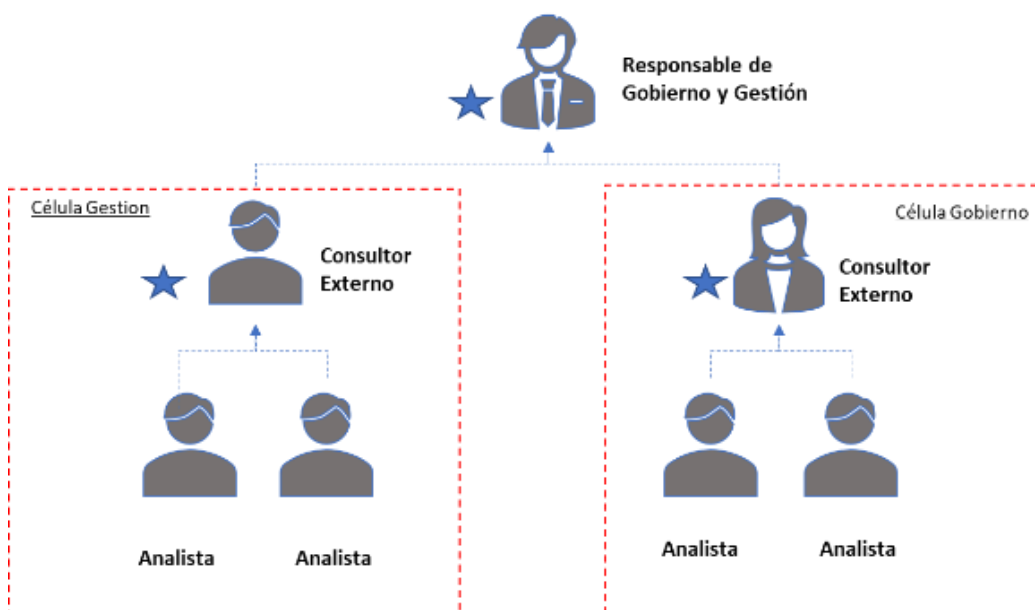 Responsable de
Gobierno y Gestión
Célula Gestion
Consultor
Externo
Analista
Analista
Célula Gobierno
Consultor
Externo
Analista
Analista